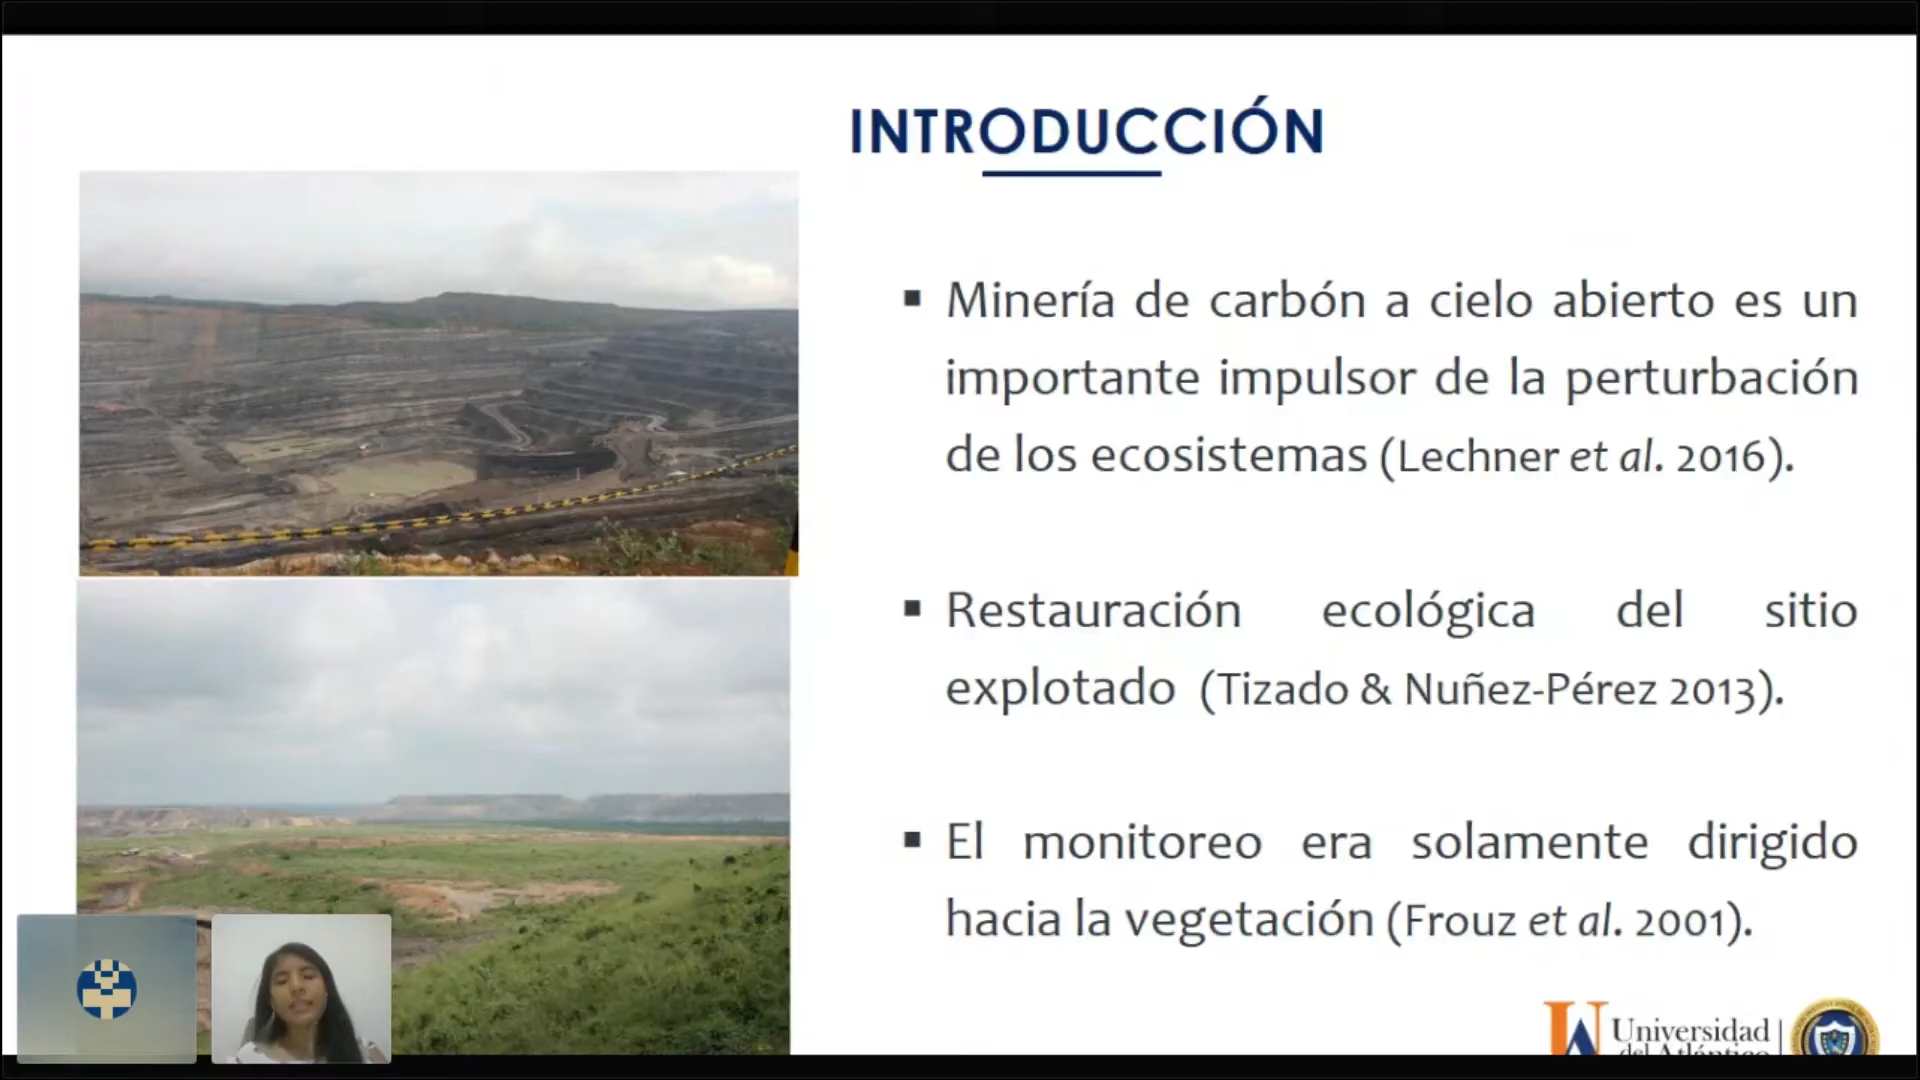 INTRODUCCIÓN
▪ Minería de carbón a cielo abierto es un
importante impulsor de la perturbación
de los ecosistemas (Lechner et al. 2016).
▪ Restauración ecológica del sitio
explotado (Tizado & Nuñez-Pérez 2013).
▪ El monitoreo era solamente dirigido
hacia la vegetación (Frouz et al. 2001).
Universidad
del Atlántico